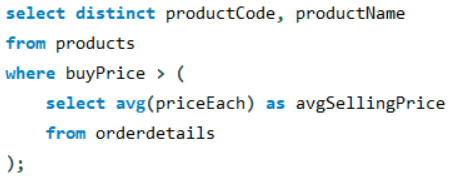 select distinct productCode, productName
from products
where buyPrice > (
    select avg(priceEach) as avgSellingPrice
    from orderdetails
);